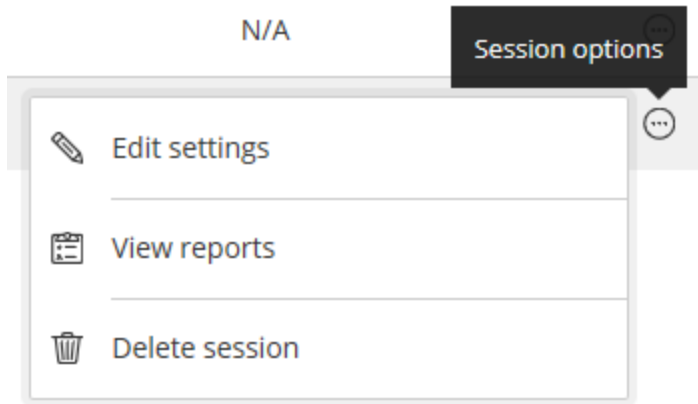 N/A
Session options
Edit settings
View reports
Delete session